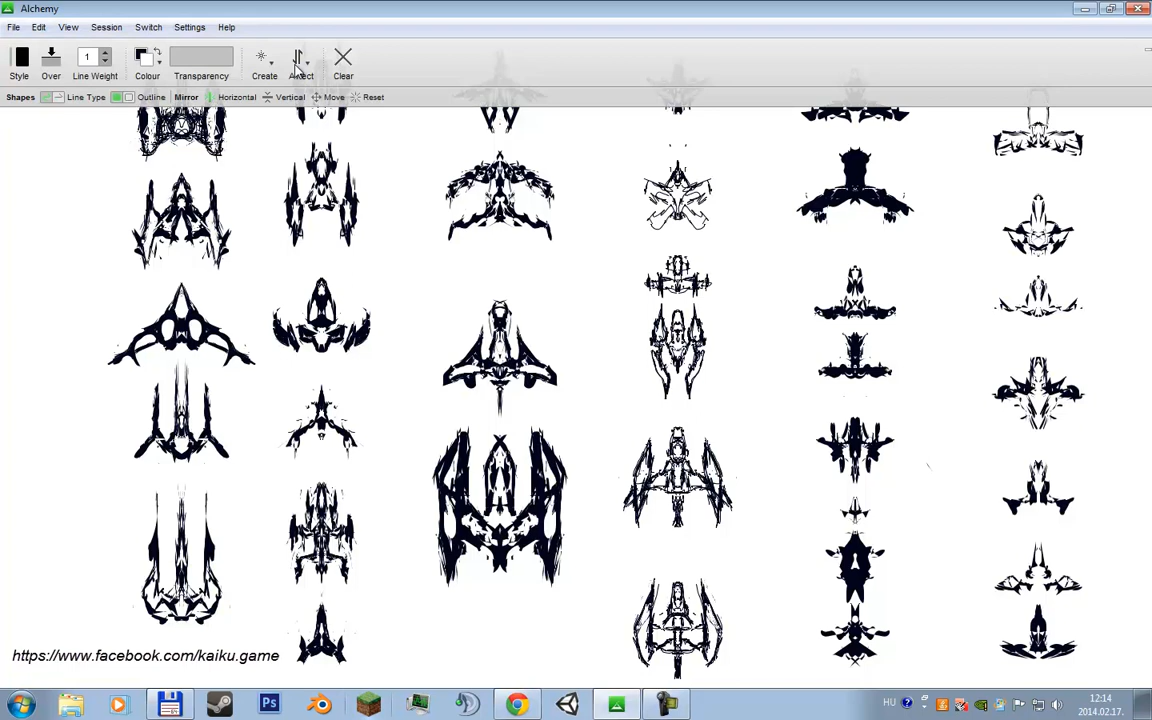 Alchemy
File Edit View Session Switch Settings Help
1
Style Over Line Weight Colour Transparency Create Affect Clear
Shapes Line Type Outline Mirror Horizontal Vertical Move Reset
https://www.facebook.com/kaiku.game
Ps
HU 12:14
2014.02.17.